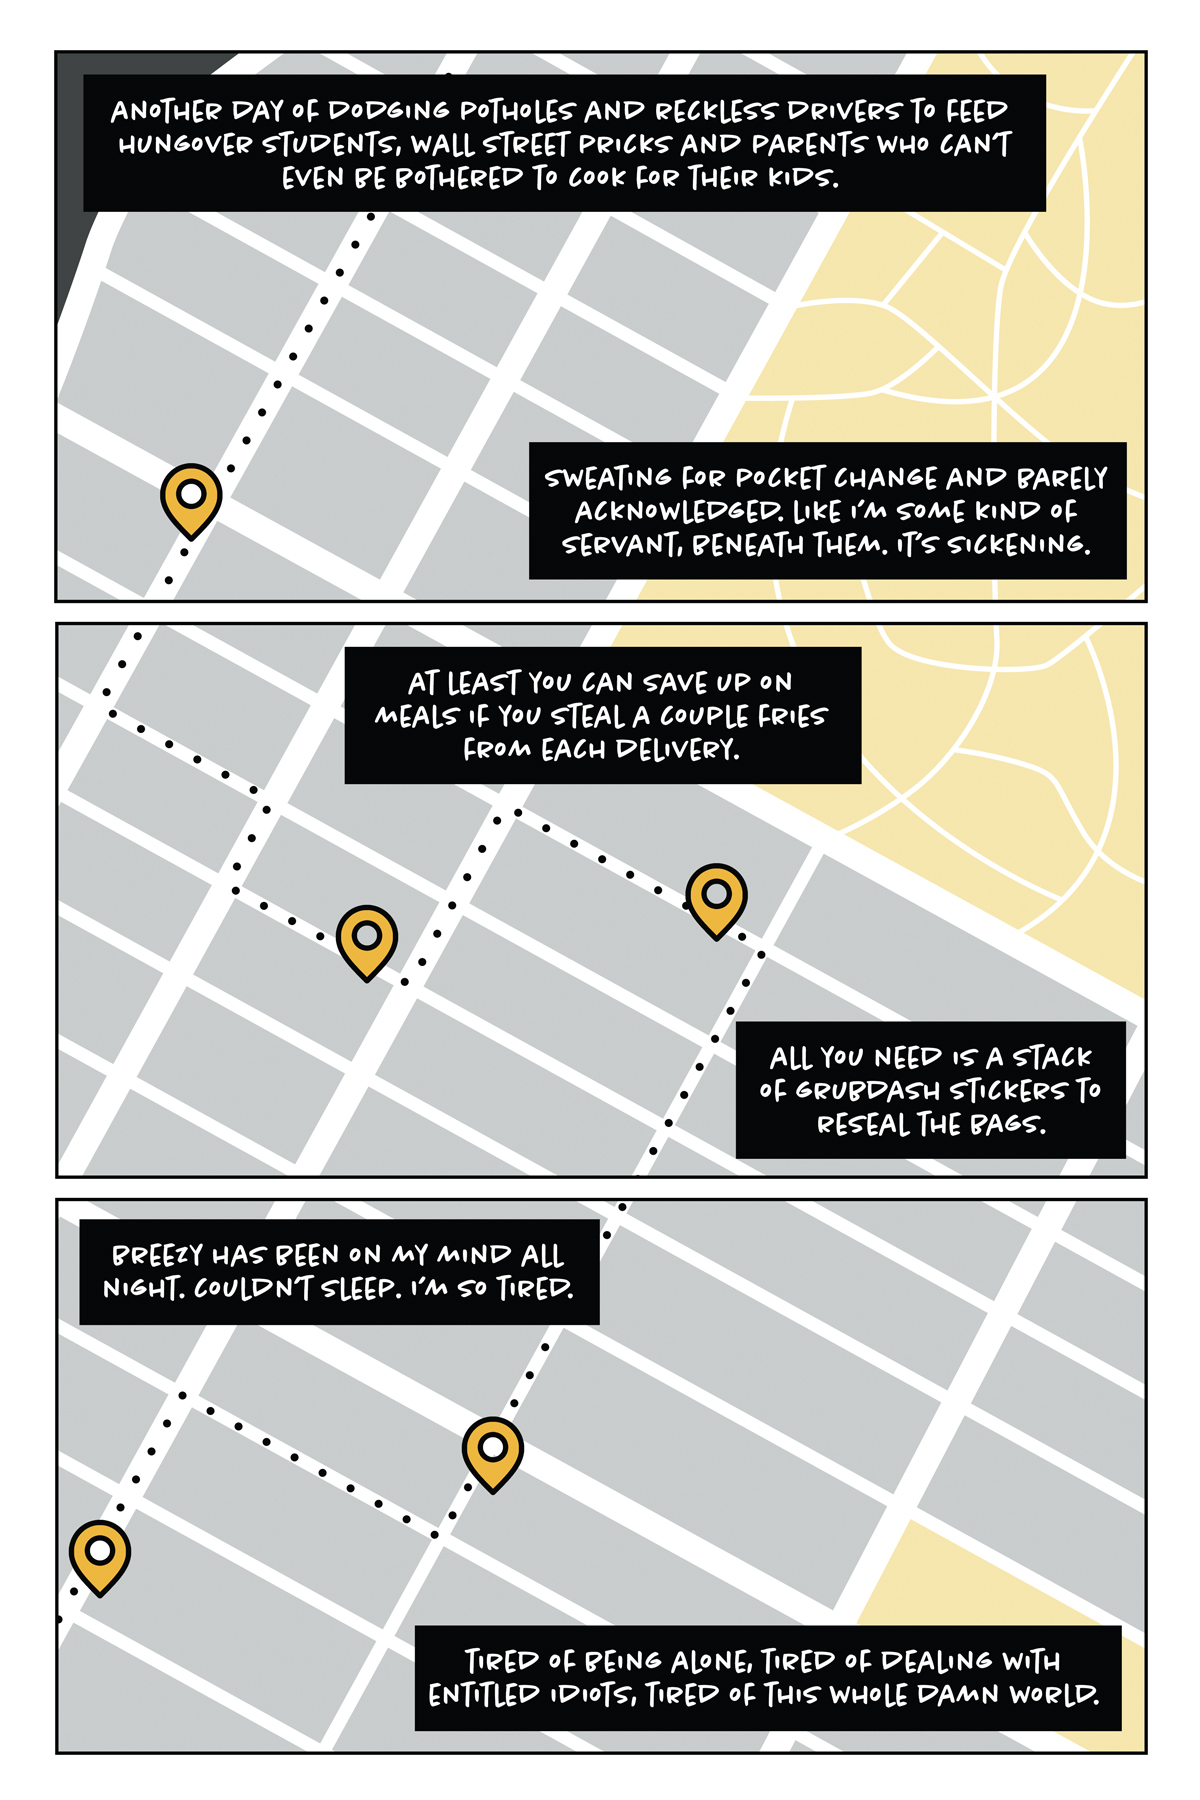 ANOTHER DAY OF DODGING POTHOLES AND RECKLESS DRIVERS TO FEED
HUNGOVER STUDENTS, WALL STREET PRICKS AND PARENTS WHO CAN'T
EVEN BE BOTHERED TO COOK FOR THEIR KIDS.
SWEATING FOR POCKET CHANGE AND BARELY
ACKNOWLEDGED. LIKE I'M SOME KIND OF
SERVANT, BENEATH THEM. IT'S SICKENING.
AT LEAST YOU CAN SAVE UP ON
MEALS IF YOU STEAL A COUPLE FRIES
FROM EACH DELIVERY.
ALL YOU NEED IS A STACK
OF GRUBDASH STICKERS TO
RESEAL THE BAGS.
BREEZY HAS BEEN ON MY MIND ALL
NIGHT. COULDN'T SLEEP. I'M SO TIRED.
TIRED OF BEING ALONE, TIRED OF DEALING WITH
ENTITLED IDIOTS, TIRED OF THIS WHOLE DAMN WORLD.